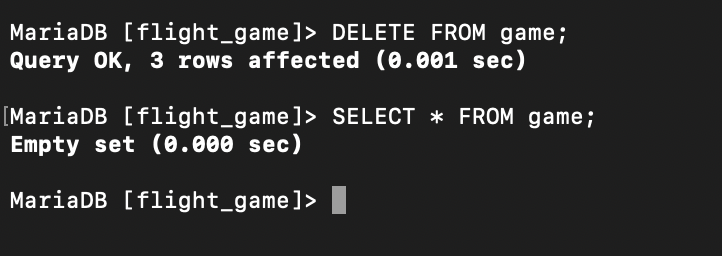 MariaDB [flight_game]> DELETE FROM game;
Query OK, 3 rows affected (0.001 sec)
[MariaDB [flight_game]> SELECT * FROM game;
Empty set (0.000 sec)
MariaDB [flight_game]>